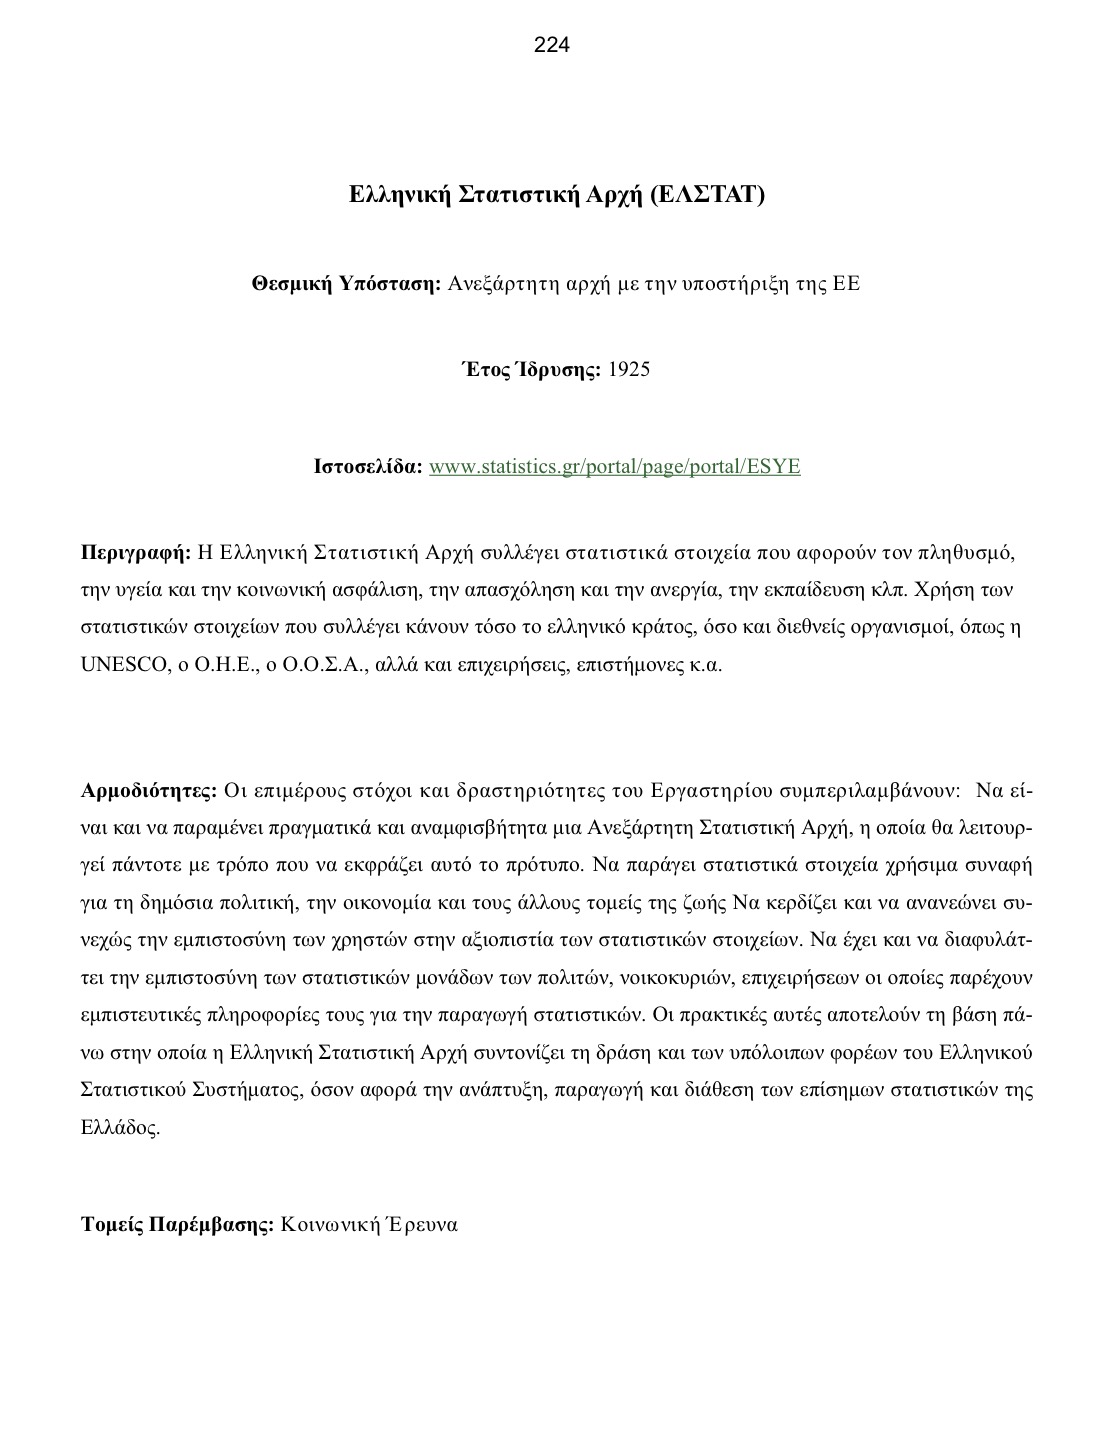 224
Ελληνική Στατιστική Αρχή (ΕΛΣΤΑΤ)
Θεσμική Υπόσταση: Ανεξάρτητη αρχή με την υποστήριξη της ΕΕ
Έτος Ίδρυσης: 1925
Ιστοσελίδα: www.statistics.gr/portal/page/portal/ESYE
Περιγραφή: Η Ελληνική Στατιστική Αρχή συλλέγει στατιστικά στοιχεία που αφορούν τον πληθυσμό,
την υγεία και την κοινωνική ασφάλιση, την απασχόληση και την ανεργία, την εκπαίδευση κλπ. Χρήση των
στατιστικών στοιχείων που συλλέγει κάνουν τόσο το ελληνικό κράτος, όσο και διεθνείς οργανισμοί, όπως η
UNESCO, ο Ο.Η.Ε., ο Ο.Ο.Σ.Α., αλλά και επιχειρήσεις, επιστήμονες κ.α.
Αρμοδιότητες: Οι επιμέρους στόχοι και δραστηριότητες του Εργαστηρίου συμπεριλαμβάνουν: Να εί-
ναι και να παραμένει πραγματικά και αναμφισβήτητα μια Ανεξάρτητη Στατιστική Αρχή, η οποία θα λειτουρ-
γεί πάντοτε με τρόπο που να εκφράζει αυτό το πρότυπο. Να παράγει στατιστικά στοιχεία χρήσιμα συναφή
για τη δημόσια πολιτική, την οικονομία και τους άλλους τομείς της ζωής Να κερδίζει και να ανανεώνει συ-
νεχώς την εμπιστοσύνη των χρηστών στην αξιοπιστία των στατιστικών στοιχείων. Να έχει και να διαφυλάτ-
τει την εμπιστοσύνη των στατιστικών μονάδων των πολιτών, νοικοκυριών, επιχειρήσεων οι οποίες παρέχουν
εμπιστευτικές πληροφορίες τους για την παραγωγή στατιστικών. Οι πρακτικές αυτές αποτελούν τη βάση πά-
νω στην οποία η Ελληνική Στατιστική Αρχή συντονίζει τη δράση και των υπόλοιπων φορέων του Ελληνικού
Στατιστικού Συστήματος, όσον αφορά την ανάπτυξη, παραγωγή και διάθεση των επίσημων στατιστικών της
Ελλάδος.
Τομείς Παρέμβασης: Κοινωνική Έρευνα